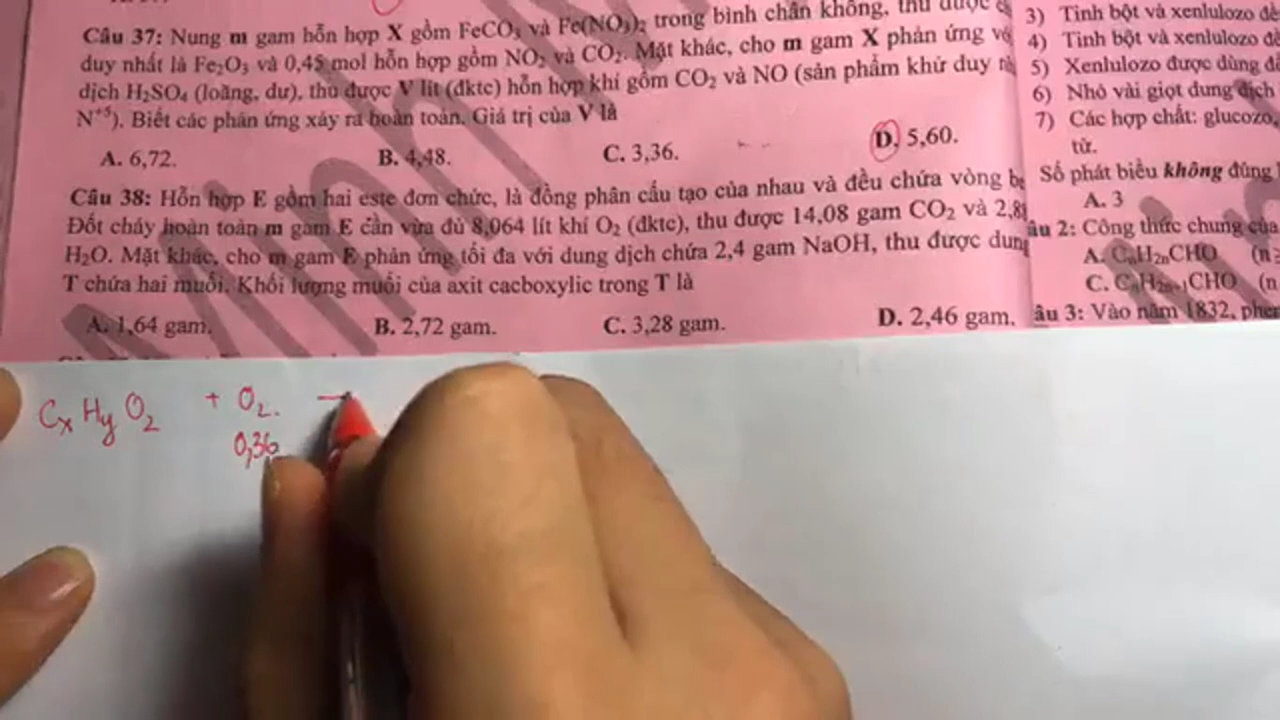 Câu 37: Nung m gam hỗn hợp X gồm FeCO3 và Fe(NO3)2 trong bình chân không, thu được
duy nhất là Fe2O3 và 0,45 mol hỗn hợp gồm NO2 và CO2. Mặt khác, cho m gam X phản ứng
dịch H2SO4 (loãng, dư), thu được V lít (đktc) hỗn hợp khí gồm CO2 và NO (sản phẩm khử duy
N+5). Biết các phản ứng xảy ra hoàn toàn. Giá trị của V là
A. 6,72.
B. 4,48.
C. 3,36.
D. 5,60.
Câu 38: Hỗn hợp E gồm hai este đơn chức, là đồng phân cấu tạo của nhau và đều chứa vòng
Đốt cháy hoàn toàn m gam E cần vừa đủ 8,064 lít khí O2 (đktc), thu được 14,08 gam CO2 và 2,8
H2O. Mặt khác, cho m gam E phản ứng tối đa với dung dịch chứa 2,4 gam NaOH, thu được dung
T chứa hai muối. Khối lượng muối của axit cacboxylic trong T là
A. 1,64 gam.
B. 2,72 gam.
C. 3,28 gam.
D. 2,46 gam.
3) Tinh bột và xenlulozo
4) Tinh bột và xenlulozo
5) Xenlulozo được dùng
6) Nhỏ vài giọt dung dịch
7) Các hợp chất: glucozo,
từ.
Số phát biểu không đúng
A. 3
âu 2: Công thức chung của
A. CnH2nCHO (n
C. CnH2n+1CHO (n
âu 3: Vào năm 1832,
CxHyO2 + O2.
0,36